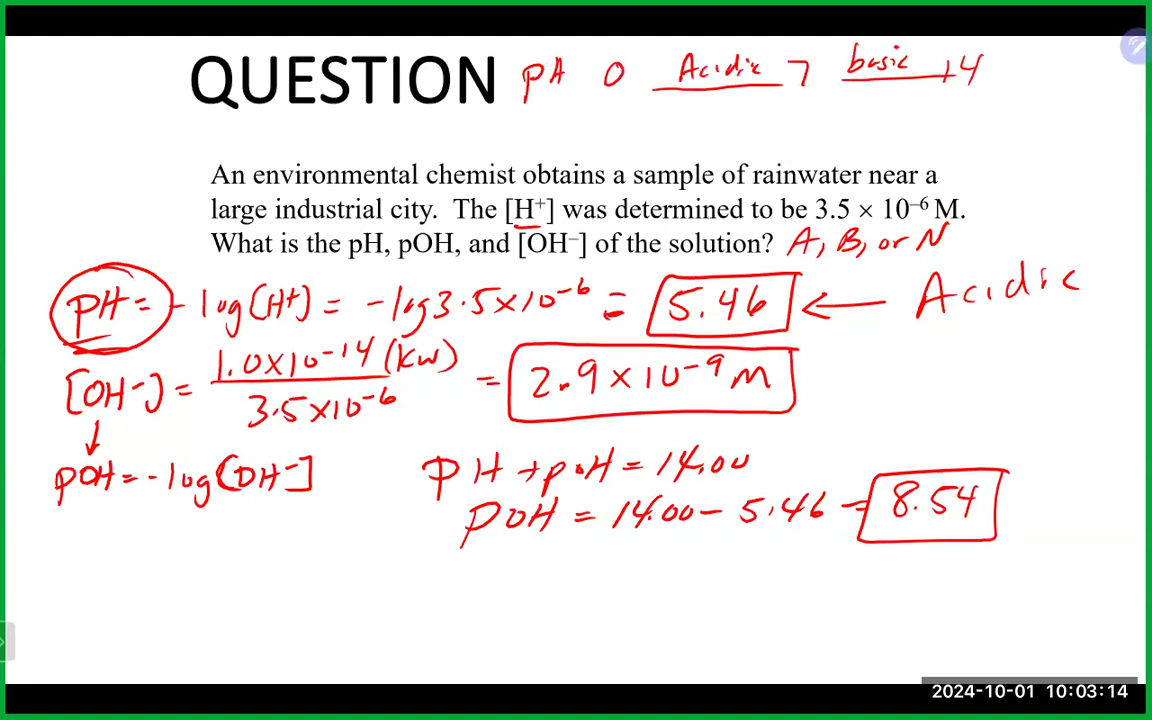 QUESTION pH 0 Acidic 7 basic 14
An environmental chemist obtains a sample of rainwater near a
large industrial city. The [H⁺] was determined to be 3.5 × 10⁻⁶ M.
What is the pH, pOH, and [OH⁻] of the solution? A, B, or N
pH = -log(H+) = -log3.5×10⁻⁶ = 5.46 ← Acidic
[OH-] = 1.0×10⁻¹⁴ (Kw) / 3.5×10⁻⁶ = 2.9×10⁻⁹ M
↓
pOH = -log[OH-] pH + pOH = 14.00
pOH = 14.00 - 5.46 = 8.54
2024-10-01 10:03:14